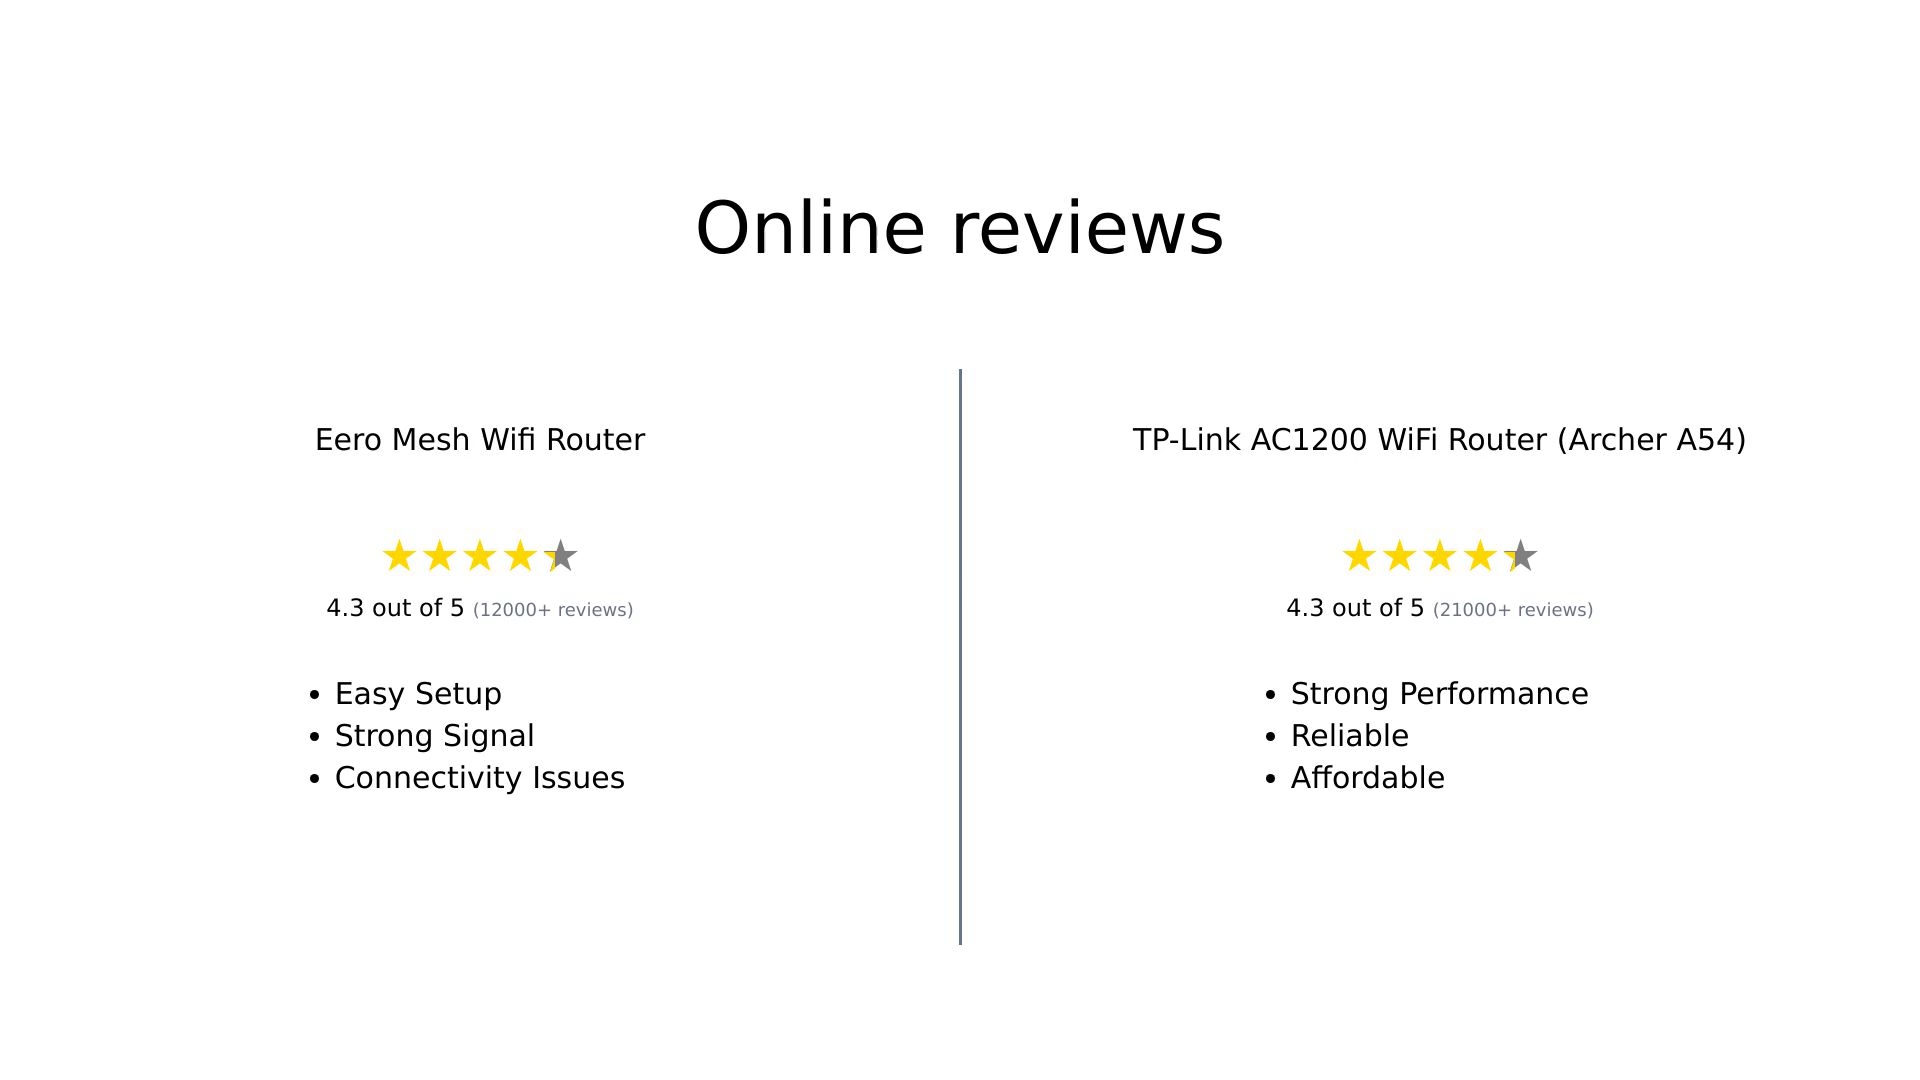 Online reviews
Eero Mesh Wifi Router
4.3 out of 5 (12000+ reviews)
• Easy Setup
• Strong Signal
• Connectivity Issues
TP-Link AC1200 WiFi Router (Archer A54)
4.3 out of 5 (21000+ reviews)
• Strong Performance
• Reliable
• Affordable